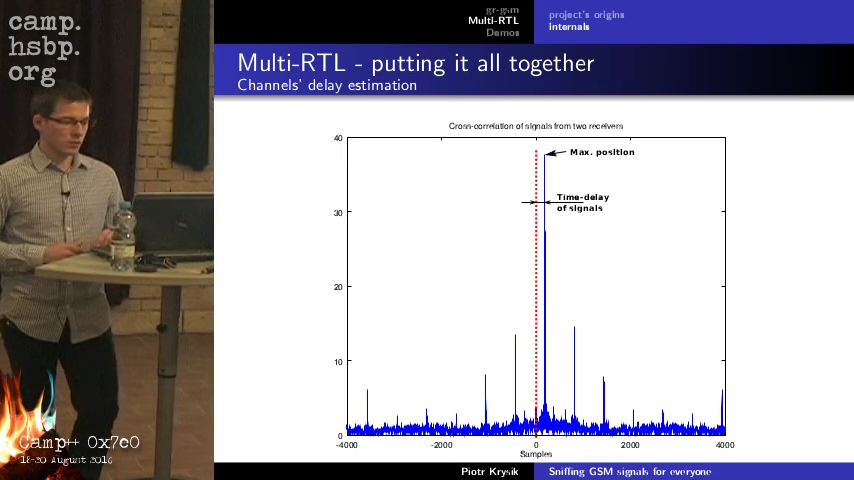 camp.
hsbp.
org
gr-gsm
Multi-RTL
Demos
project's origins
internals
Multi-RTL - putting it all together
Channels' delay estimation
Cross-correlation of signals from two receivers
40
30
20
10
0
Max. position
Time-delay
of signals
-4000
-2000
0
2000
4000
Samples
Camp++ 0x7e0
18-20 August 2016
Piotr Krysik
Sniffing GSM signals for everyone